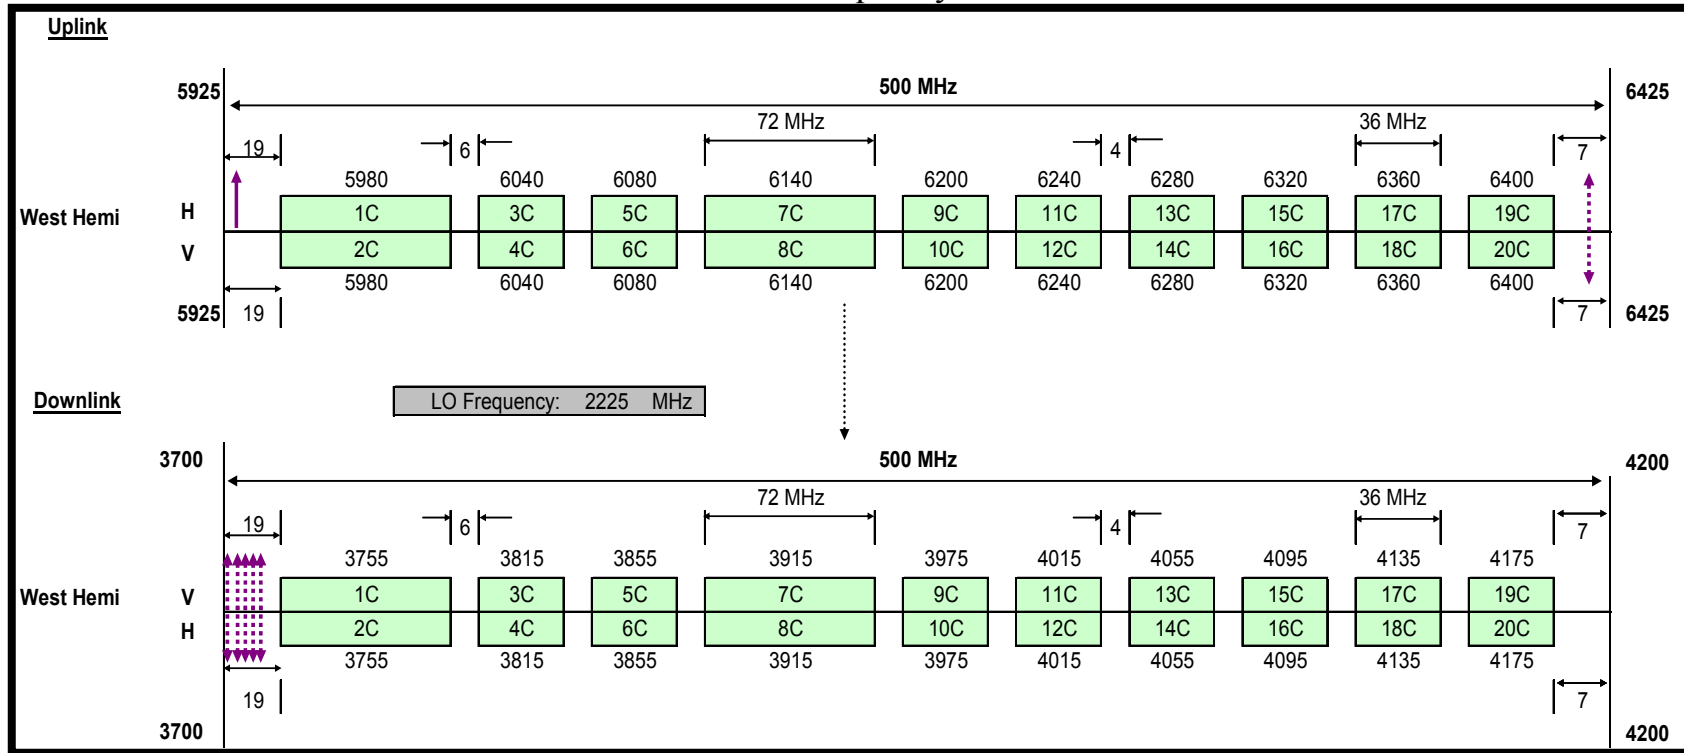 Uplink
5925 500 MHz 6425
72 MHz 36 MHz
19 6 4 7
5980 6040 6080 6140 6200 6240 6280 6320 6360 6400
West Hemi H 1C 3C 5C 7C 9C 11C 13C 15C 17C 19C
V 2C 4C 6C 8C 10C 12C 14C 16C 18C 20C
5980 6040 6080 6140 6200 6240 6280 6320 6360 6400
5925 19 7 6425
Downlink LO Frequency: 2225 MHz
3700 500 MHz 4200
72 MHz 36 MHz
19 6 4 7
3755 3815 3855 3915 3975 4015 4055 4095 4135 4175
West Hemi V 1C 3C 5C 7C 9C 11C 13C 15C 17C 19C
H 2C 4C 6C 8C 10C 12C 14C 16C 18C 20C
3755 3815 3855 3915 3975 4015 4055 4095 4135 4175
19 7
3700 4200